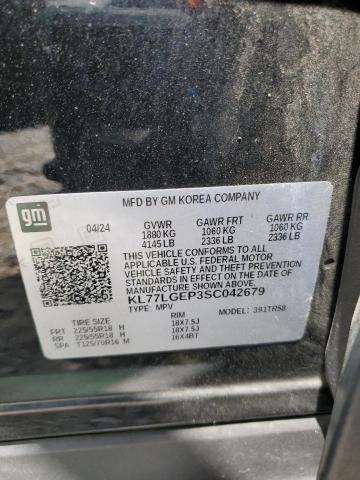 MFD BY GM KOREA COMPANY
gm
04/24 GVWR GAWR FRT GAWR RR
1880 KG 1060 KG 1060 KG
4145 LB 2336 LB 2336 LB
THIS VEHICLE CONFORMS TO ALL
APPLICABLE U.S. FEDERAL MOTOR
VEHICLE SAFETY AND THEFT PREVENTION
STANDARDS IN EFFECT ON THE DATE OF
MANUFACTURE SHOWN ABOVE.
KL77LGEP3SC042679
TYPE: MPV 391TR58
TIRE SIZE RIM
FRT 225/55R18 H 18X7.5J
RR 225/55R18 H 18X7.5J
SPA T125/70R16 M 16X4BT